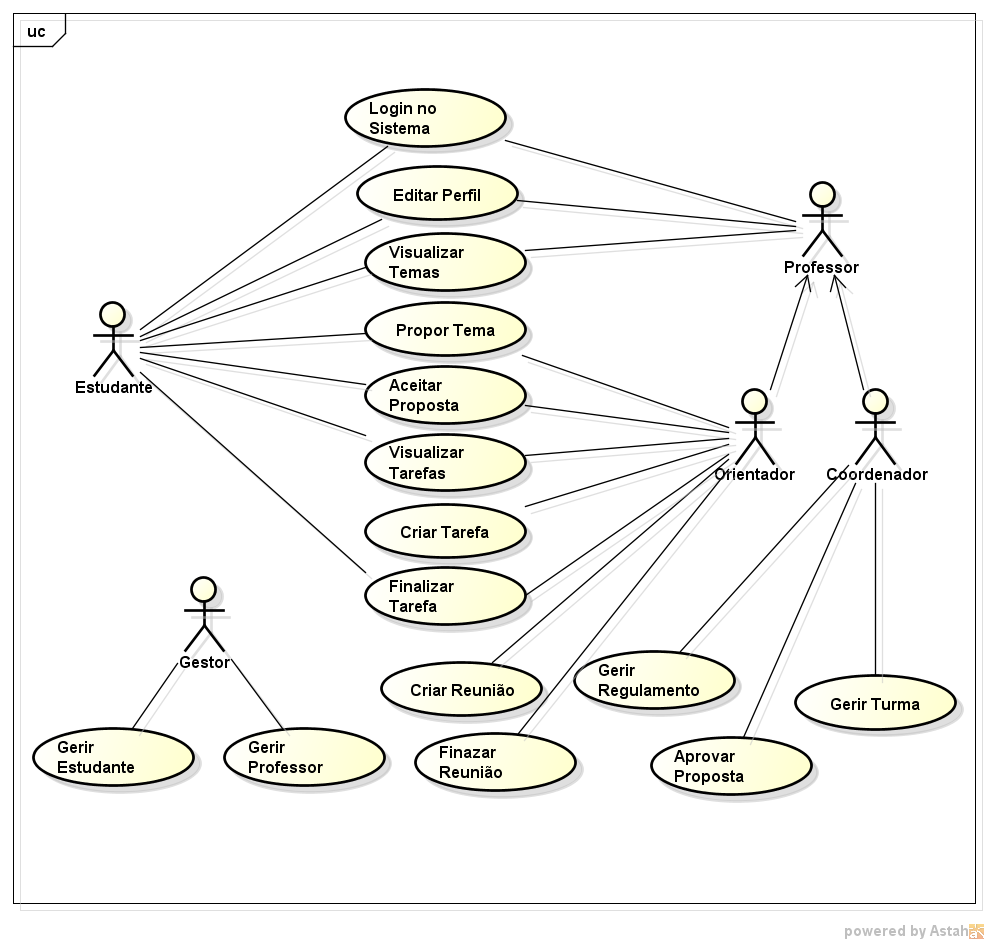 uc
Login no
Sistema
Editar Perfil
Visualizar
Temas
Professor
Propor Tema
Estudante
Aceitar
Proposta
Visualizar
Tarefas
Orientador
Coordenador
Criar Tarefa
Finalizar
Tarefa
Gestor
Criar Reunião
Gerir
Regulamento
Gerir Turma
Gerir
Estudante
Gerir
Professor
Finazar
Reunião
Aprovar
Proposta
powered by Astah